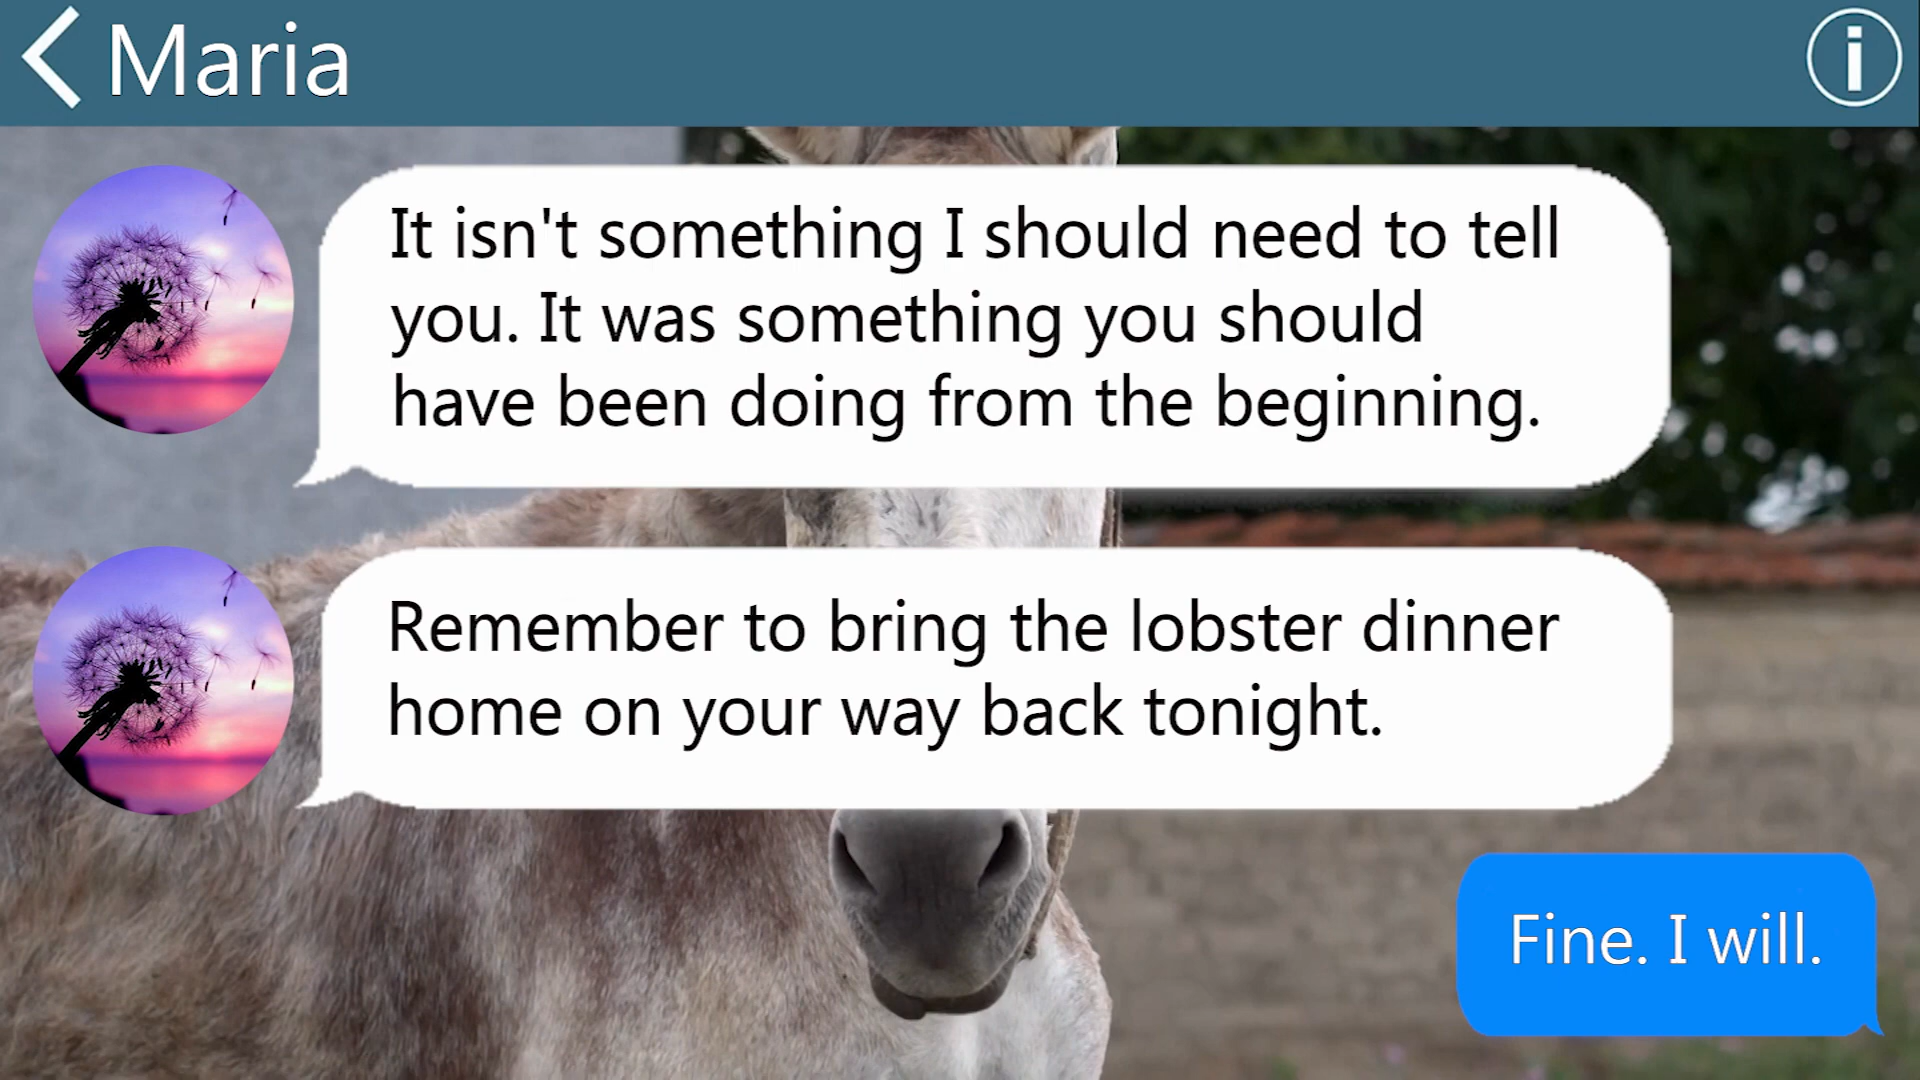 Maria
It isn't something I should need to tell
you. It was something you should
have been doing from the beginning.
Remember to bring the lobster dinner
home on your way back tonight.
Fine. I will.